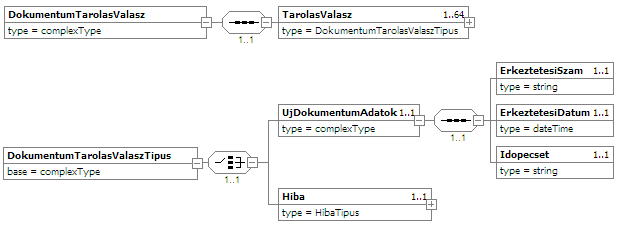 DokumentumTarolasValasz
type = complexType
1..1
TarolasValasz 1..64
type = DokumentumTarolasValaszTipus
ErkeztetesiSzam 1..1
type = string
UjDokumentumAdatok 1..1
type = complexType
1..1
ErkeztetesiDatum 1..1
type = dateTime
DokumentumTarolasValaszTipus
base = complexType
1..1
Idopecset 1..1
type = string
Hiba 1..1
type = HibaTipus